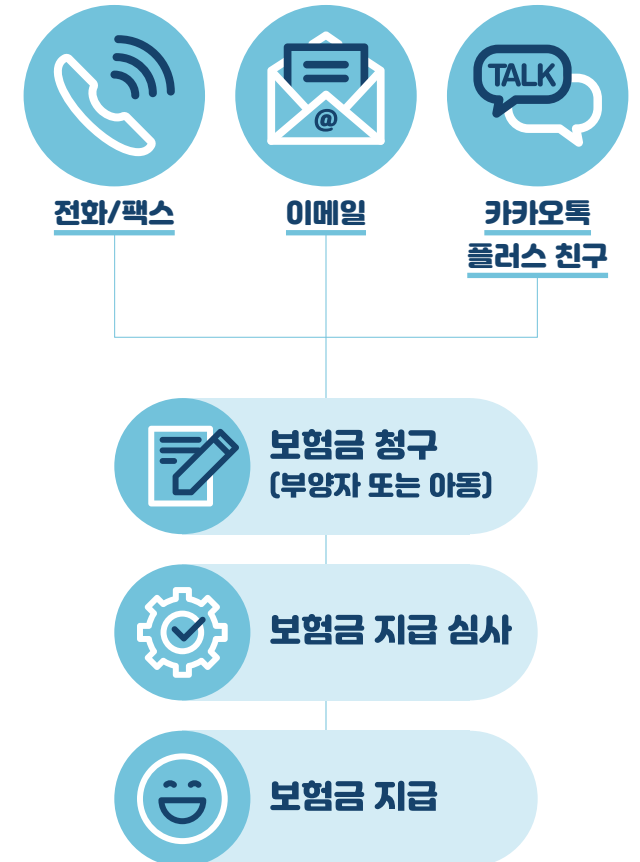 TALK
@
전화/팩스
이메일
카카오톡
플러스 친구
보험금 청구
(부양자 또는 아동)
보험금 지급 심사
보험금 지급